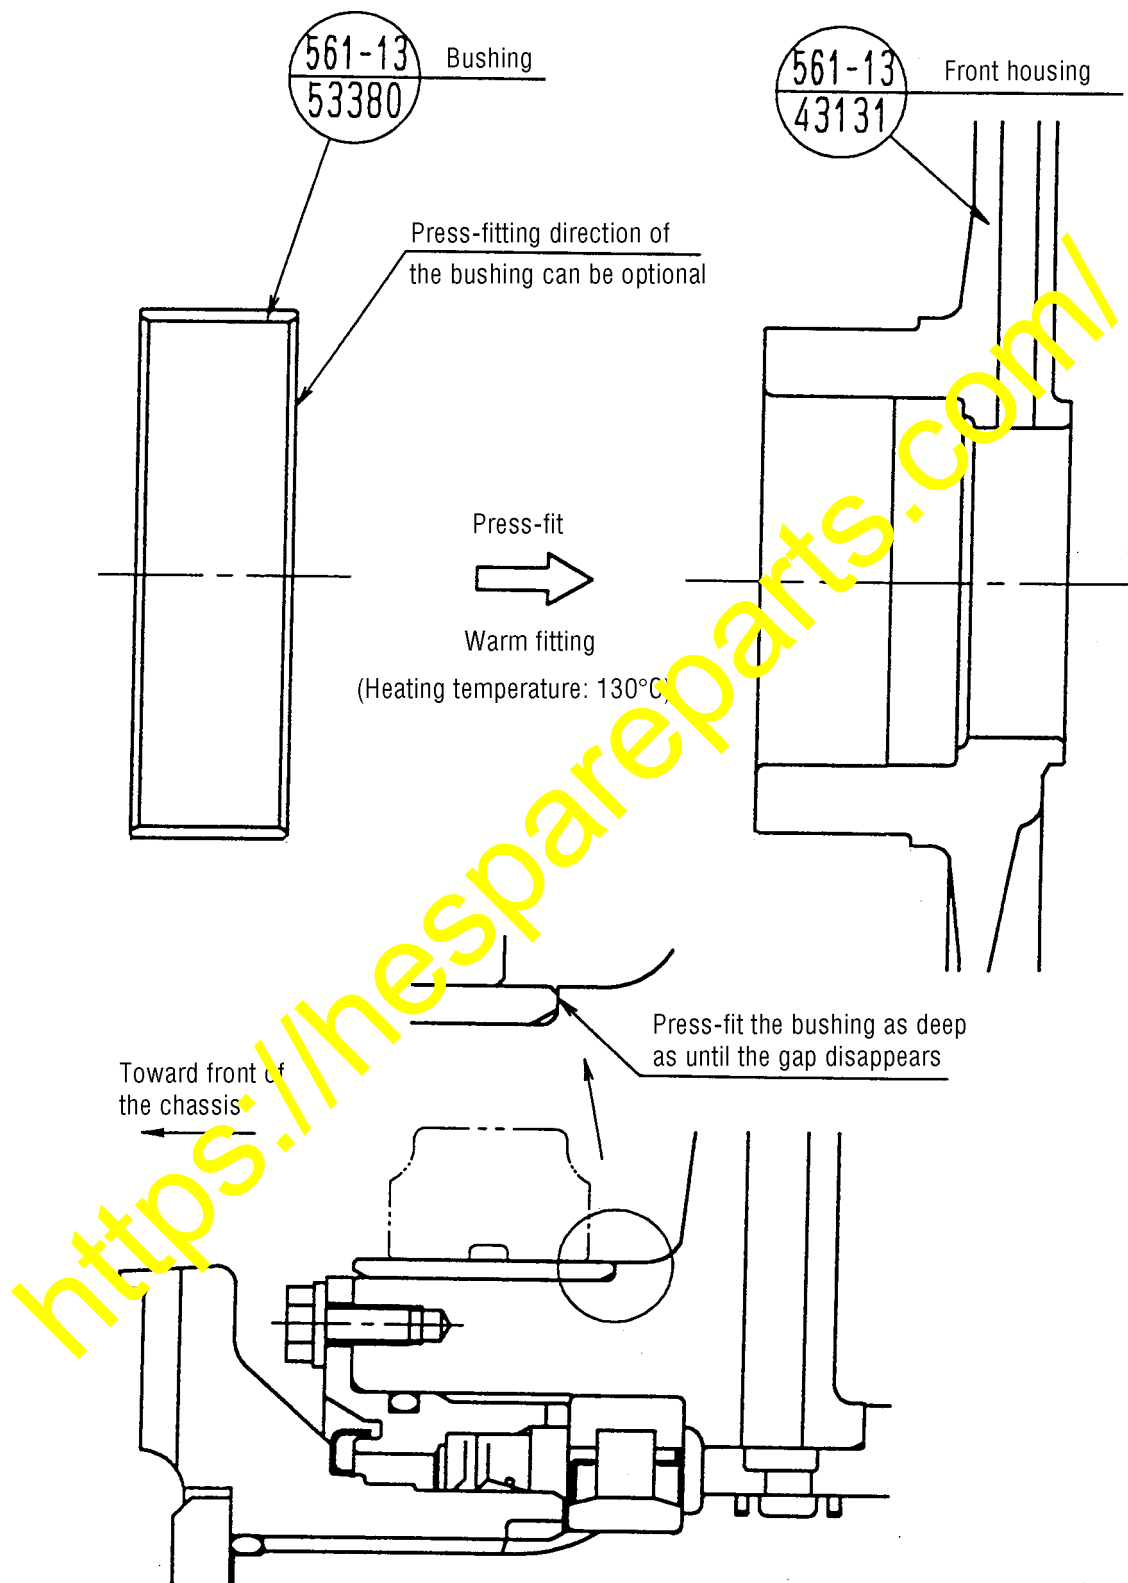 561-13
53380
Bushing
561-13
43131
Front housing
Press-fitting direction of
the bushing can be optional
Press-fit
Warm fitting
(Heating temperature: 130°C)
Press-fit the bushing as deep
as until the gap disappears
Toward front of
the chassis
https://hespareparts.com/